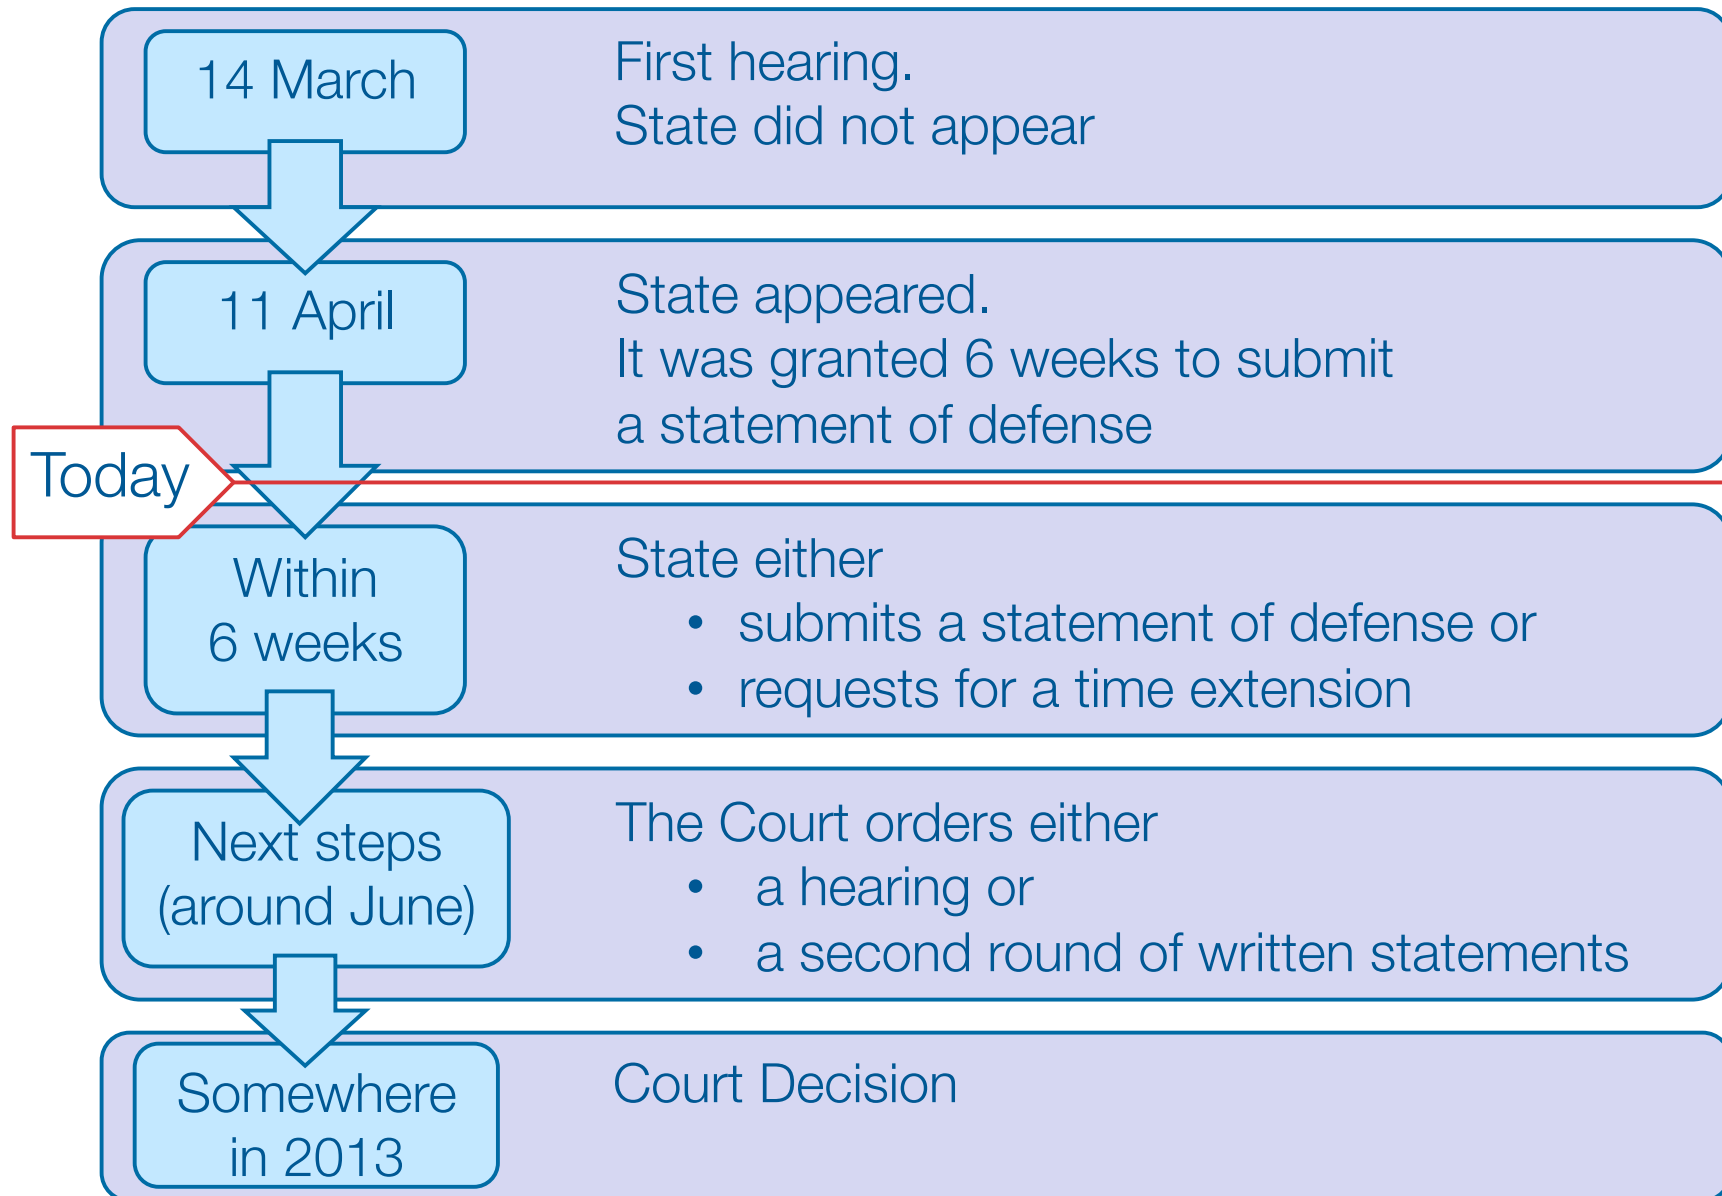 14 March
First hearing.
State did not appear
11 April
State appeared.
It was granted 6 weeks to submit
a statement of defense
Today
Within
6 weeks
State either
• submits a statement of defense or
• requests for a time extension
Next steps
(around June)
The Court orders either
• a hearing or
• a second round of written statements
Somewhere
in 2013
Court Decision